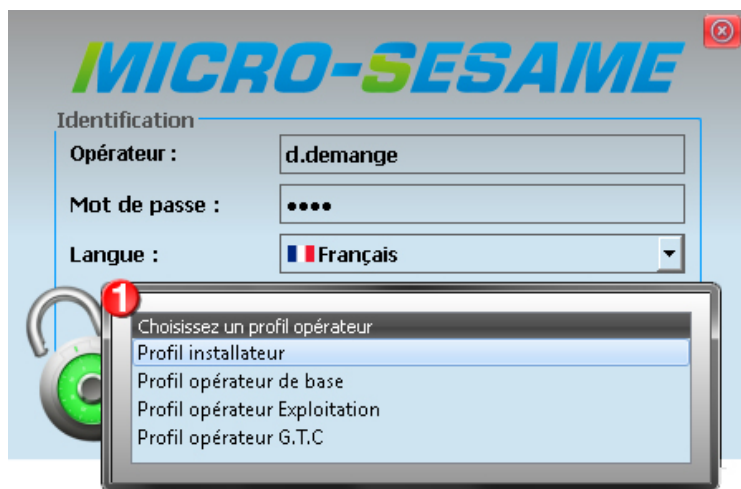 MICRO-SESAME
Identification
Opérateur : d.demange
Mot de passe : ••••
Langue : Français
1
Choisissez un profil opérateur
Profil installateur
Profil opérateur de base
Profil opérateur Exploitation
Profil opérateur G.T.C